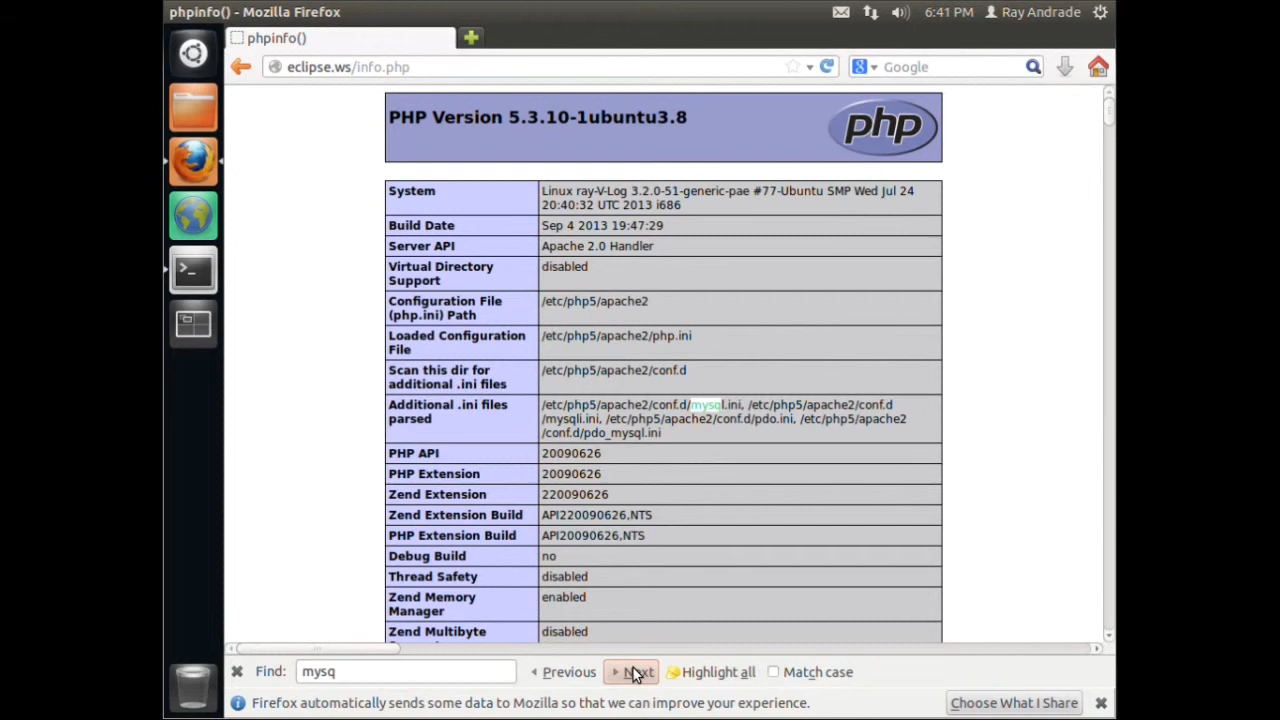 phpinfo() - Mozilla Firefox
6:41 PM Ray Andrade
phpinfo()
eclipse.ws/info.php
Google
PHP Version 5.3.10-1ubuntu3.8
php
System
Linux ray-V-Log 3.2.0-51-generic-pae #77-Ubuntu SMP Wed Jul 24
20:40:32 UTC 2013 i686
Build Date
Sep 4 2013 19:47:29
Server API
Apache 2.0 Handler
Virtual Directory
Support
disabled
Configuration File
(php.ini) Path
/etc/php5/apache2
Loaded Configuration
File
/etc/php5/apache2/php.ini
Scan this dir for
additional .ini files
/etc/php5/apache2/conf.d
Additional .ini files
parsed
/etc/php5/apache2/conf.d/mysql.ini, /etc/php5/apache2/conf.d
/mysqli.ini, /etc/php5/apache2/conf.d/pdo.ini, /etc/php5/apache2
/conf.d/pdo_mysql.ini
PHP API
20090626
PHP Extension
20090626
Zend Extension
220090626
Zend Extension Build
API220090626,NTS
PHP Extension Build
API20090626,NTS
Debug Build
no
Thread Safety
disabled
Zend Memory
Manager
enabled
Zend Multibyte
disabled
Find: mysq Previous Next Highlight all Match case
Firefox automatically sends some data to Mozilla so that we can improve your experience. Choose What I Share